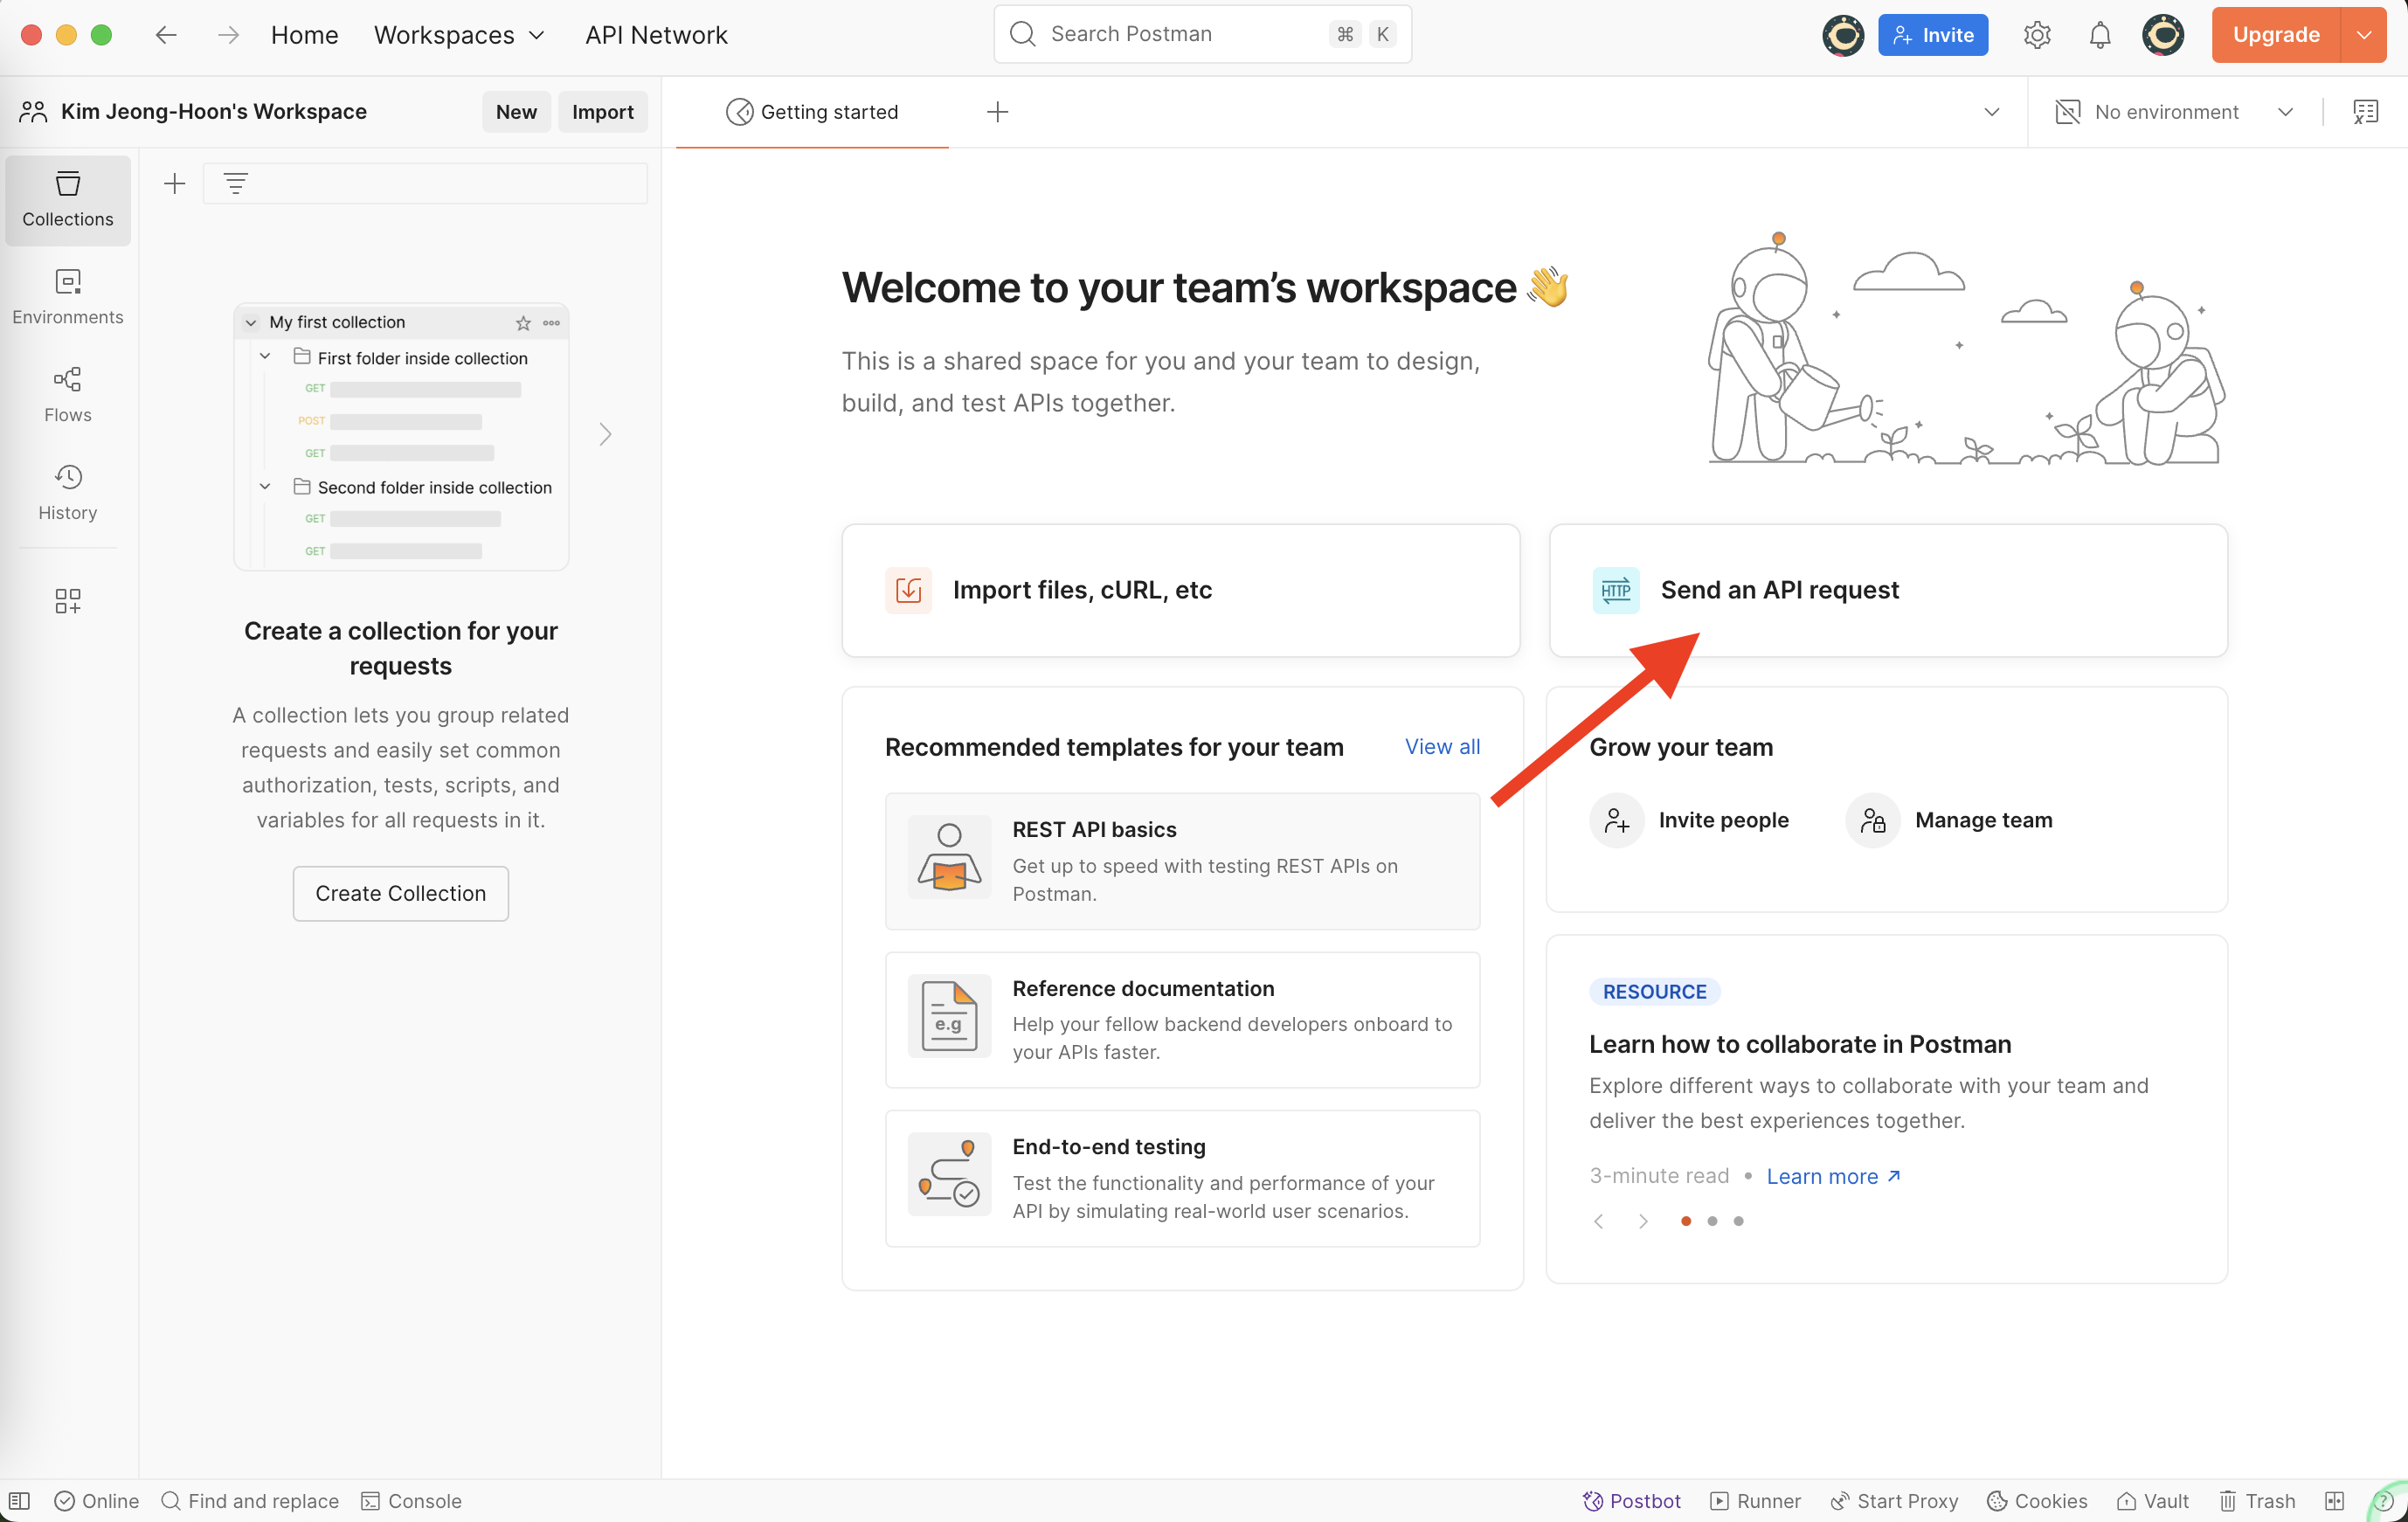 Home Workspaces API Network
Search Postman ⌘ K
Invite
Upgrade
Kim Jeong-Hoon's Workspace New Import
Getting started
No environment
Collections
Environments
Flows
History
My first collection
First folder inside collection
GET
POST
GET
Second folder inside collection
GET
GET
Create a collection for your
requests
A collection lets you group related
requests and easily set common
authorization, tests, scripts, and
variables for all requests in it.
Create Collection
Welcome to your team’s workspace 👋
This is a shared space for you and your team to design,
build, and test APIs together.
Import files, cURL, etc
HTTP
Send an API request
Recommended templates for your team View all
REST API basics
Get up to speed with testing REST APIs on
Postman.
e.g
Reference documentation
Help your fellow backend developers onboard to
your APIs faster.
End-to-end testing
Test the functionality and performance of your
API by simulating real-world user scenarios.
Grow your team
Invite people Manage team
RESOURCE
Learn how to collaborate in Postman
Explore different ways to collaborate with your team and
deliver the best experiences together.
3-minute read • Learn more ↗
Online Find and replace Console Postbot Runner Start Proxy Cookies Vault Trash ?